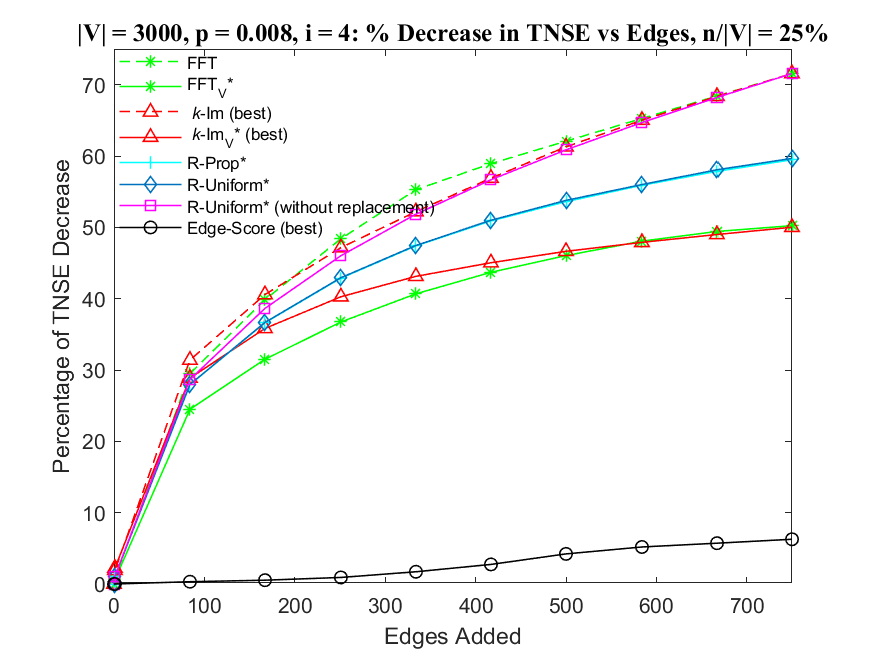 |V| = 3000, p = 0.008, i = 4: % Decrease in TNSE vs Edges, n/|V| = 25%
FFT
FFT_V*
k-Im (best)
k-Im_V* (best)
R-Prop*
R-Uniform*
R-Uniform* (without replacement)
Edge-Score (best)
70
60
50
40
30
20
10
0
Percentage of TNSE Decrease
0 100 200 300 400 500 600 700
Edges Added